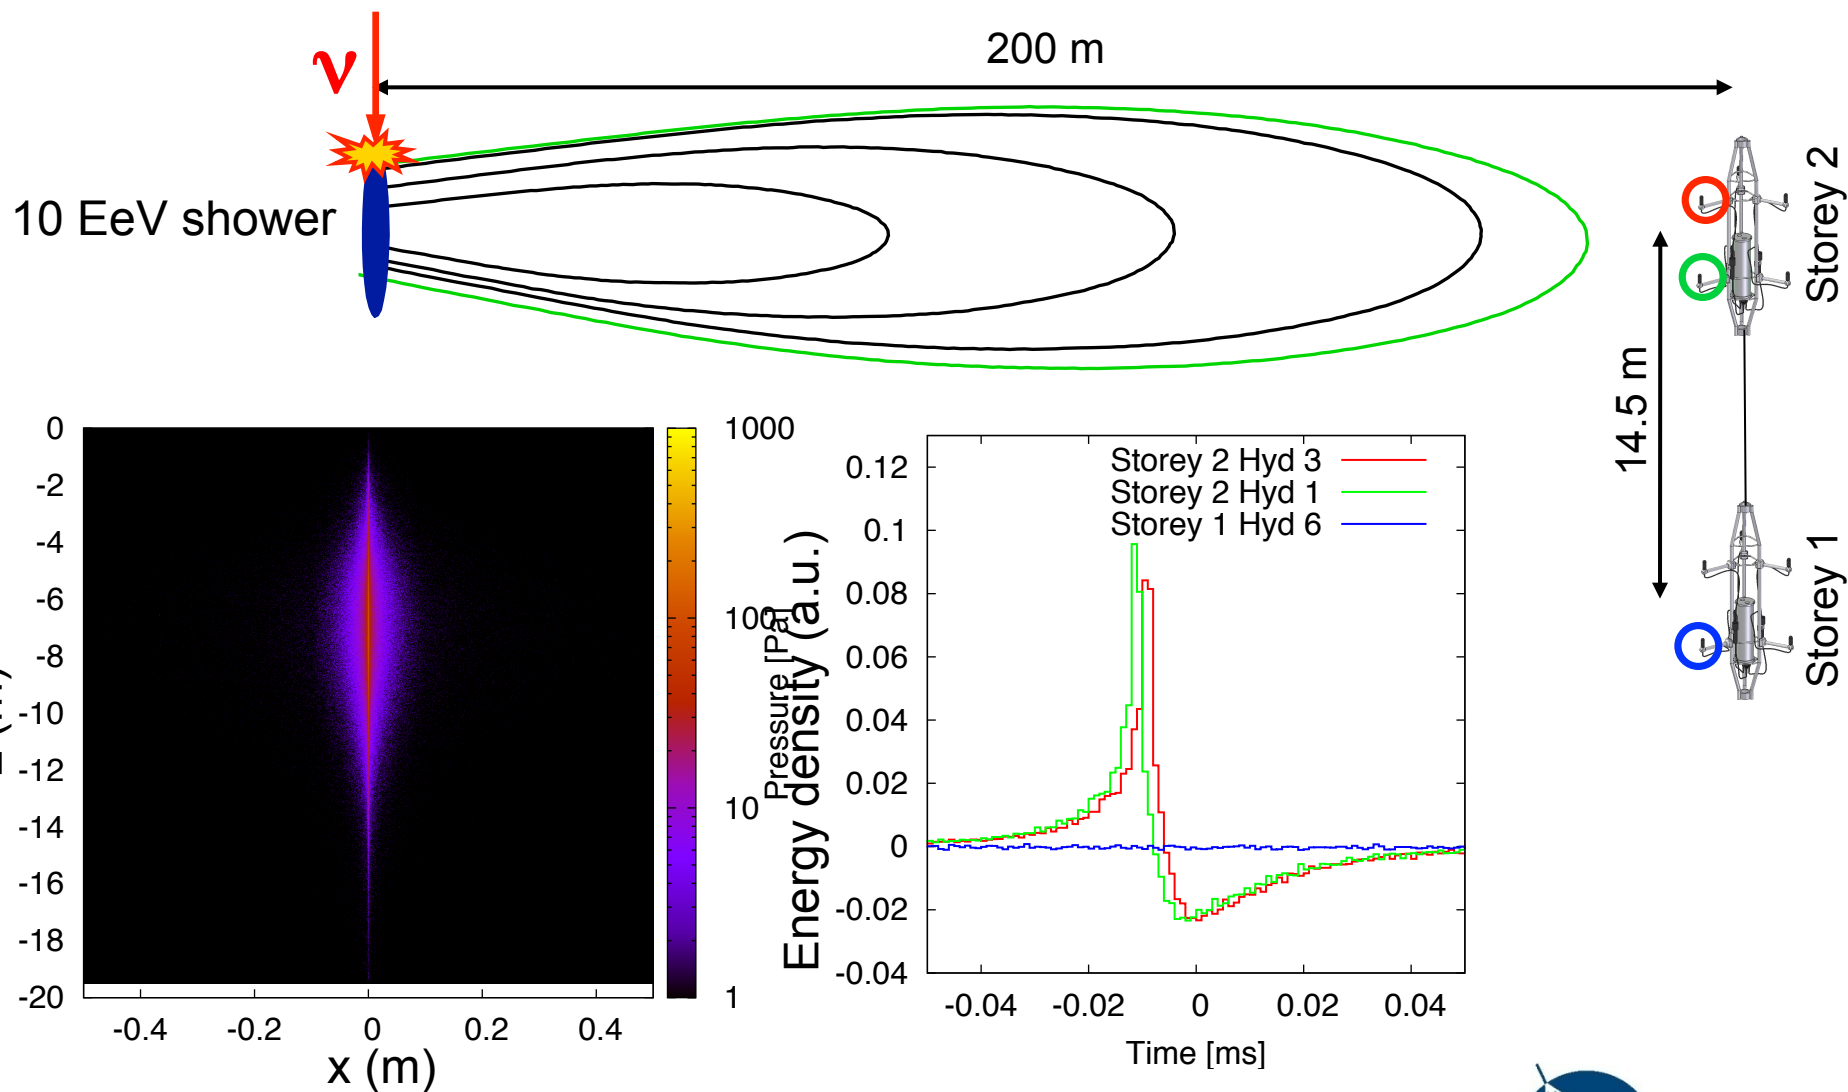 200 m
ν
10 EeV shower
Storey 2
14.5 m
Storey 1
0
-2
-4
-6
-8
-10
-12
-14
-16
-18
-20
-0.4 -0.2 0 0.2 0.4
x (m)
1000
100
10
1
Energy density (a.u.)
Pressure [Pa]
0.12
0.1
0.08
0.06
0.04
0.02
0
-0.02
-0.04
Storey 2 Hyd 3
Storey 2 Hyd 1
Storey 1 Hyd 6
-0.04 -0.02 0 0.02 0.04
Time [ms]